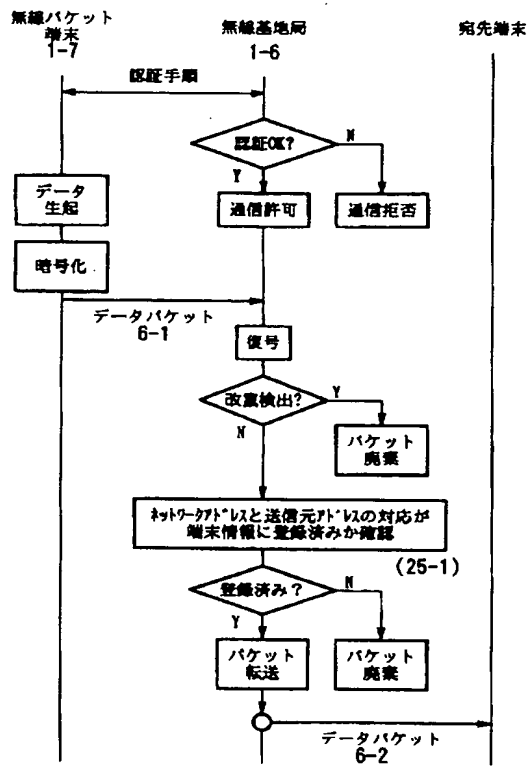 無線パケット
端末
1-7
無線基地局
1-6
宛先端末
認証手順
認証OK?
N
Y
データ
生起
通信許可
通信拒否
暗号化
データパケット
6-1
復号
改竄検出?
Y
N
パケット
廃棄
ネットワークアドレスと送信元アドレスの対応が
端末情報に登録済みか確認
(25-1)
登録済み?
N
Y
パケット
転送
パケット
廃棄
データパケット
6-2